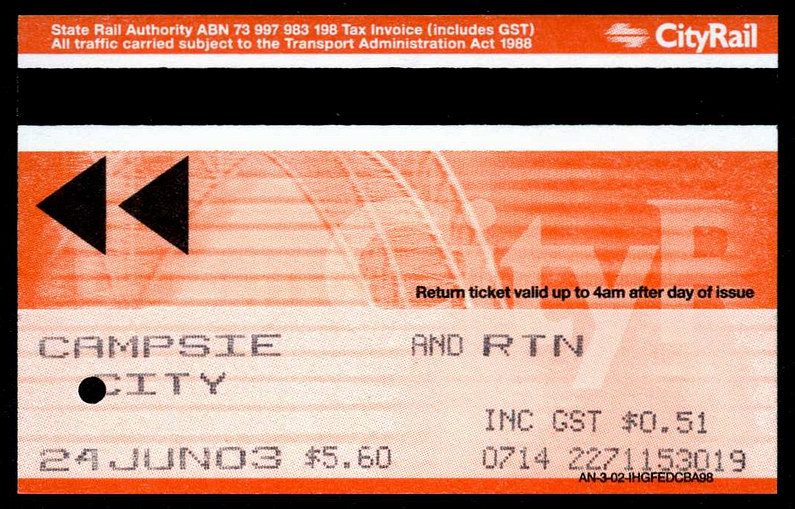 State Rail Authority ABN 73 997 983 198 Tax Invoice (includes GST)
All traffic carried subject to the Transport Administration Act 1988
CityRail
CityR
Return ticket valid up to 4am after day of issue
CAMPSIE AND RTN
CITY
INC GST $0.51
24JUN03 $5.60 0714 2271153019
AN-3-02-IHGFEDCBA98